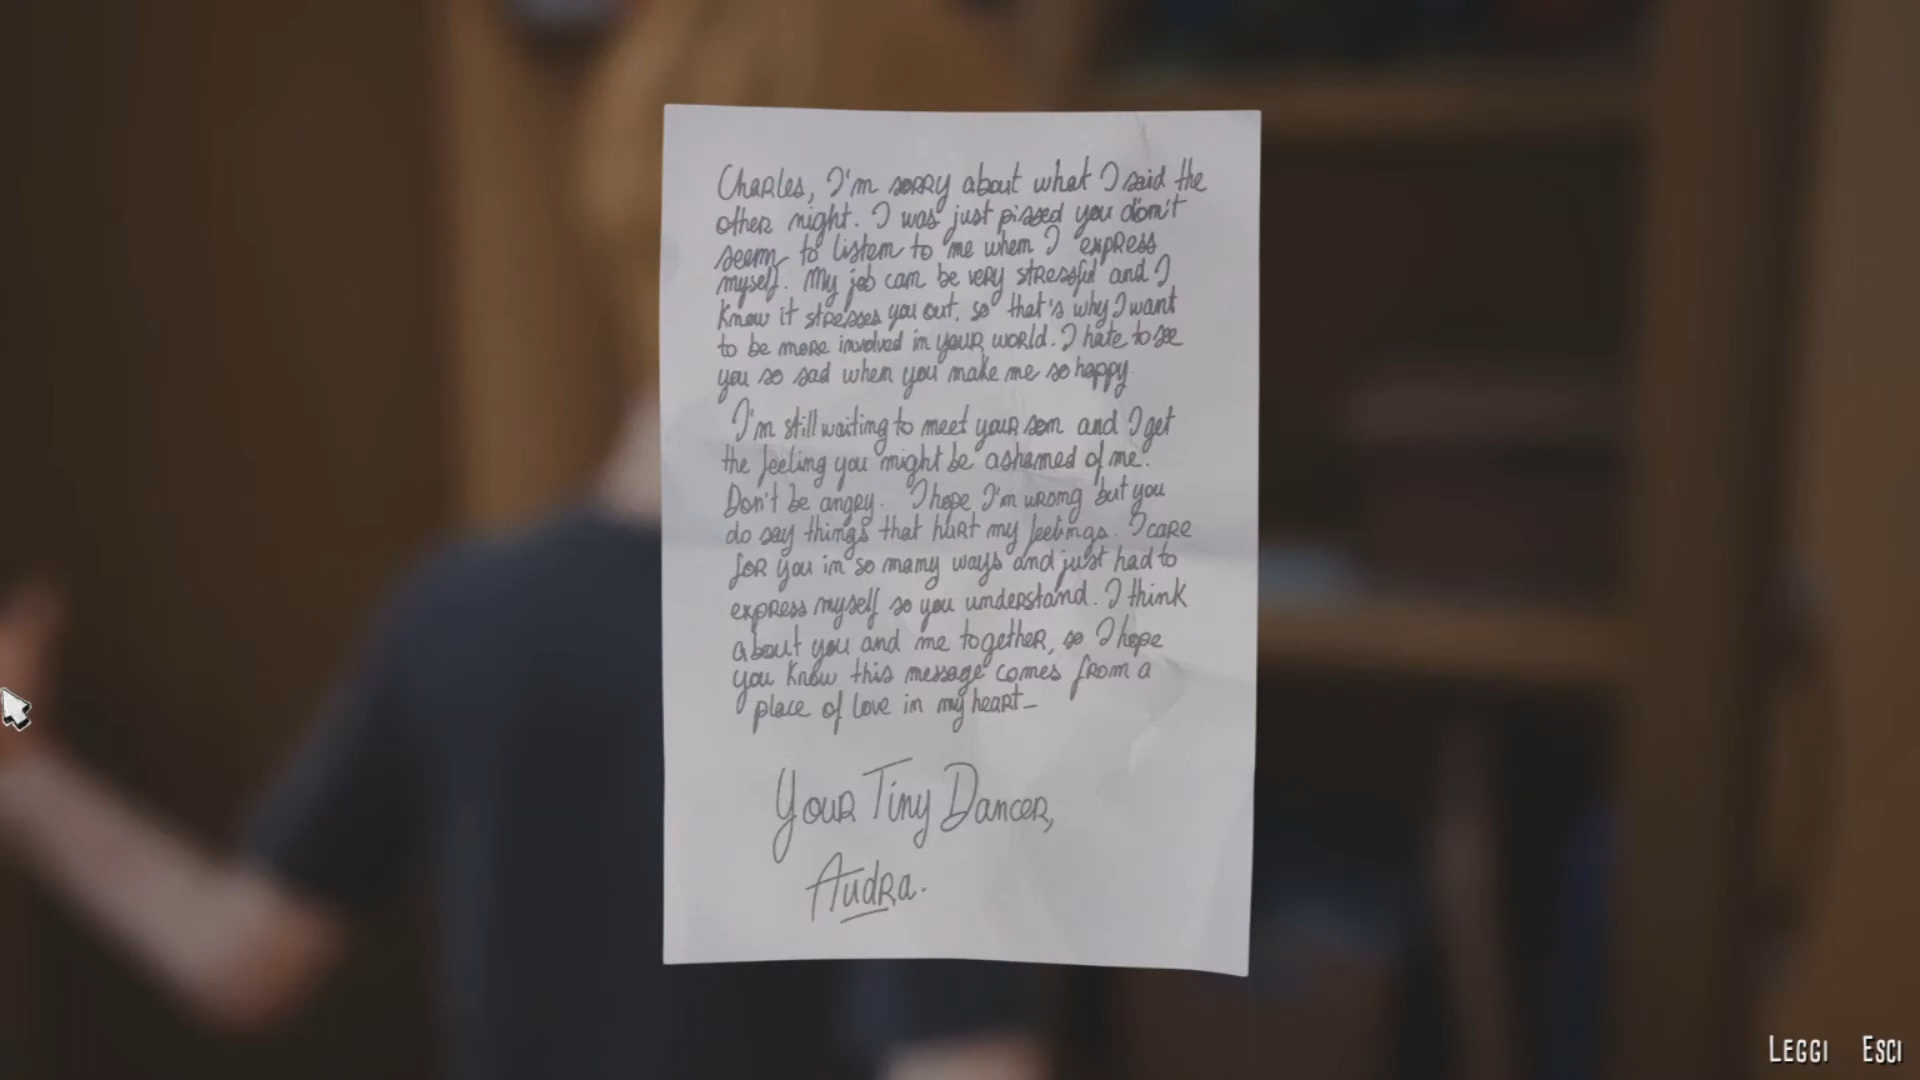 Charles, I'm sorry about what I said the
other night. I was just pissed you don't
seem to listen to me when I express
myself. My job can be very stressful and I
know it stresses you out, so that's why I want
to be more involved in your world. I hate to see
you so sad when you make me so happy.
I'm still waiting to meet your son and I get
the feeling you might be ashamed of me.
Don't be angry. I hope I'm wrong but you
do say things that hurt my feelings. I care
for you in so many ways and just had to
express myself so you understand. I think
about you and me together, so I hope
you know this message comes from a
place of love in my heart_
Your Tiny Dancer,
Audra.
LEGGI ESCI